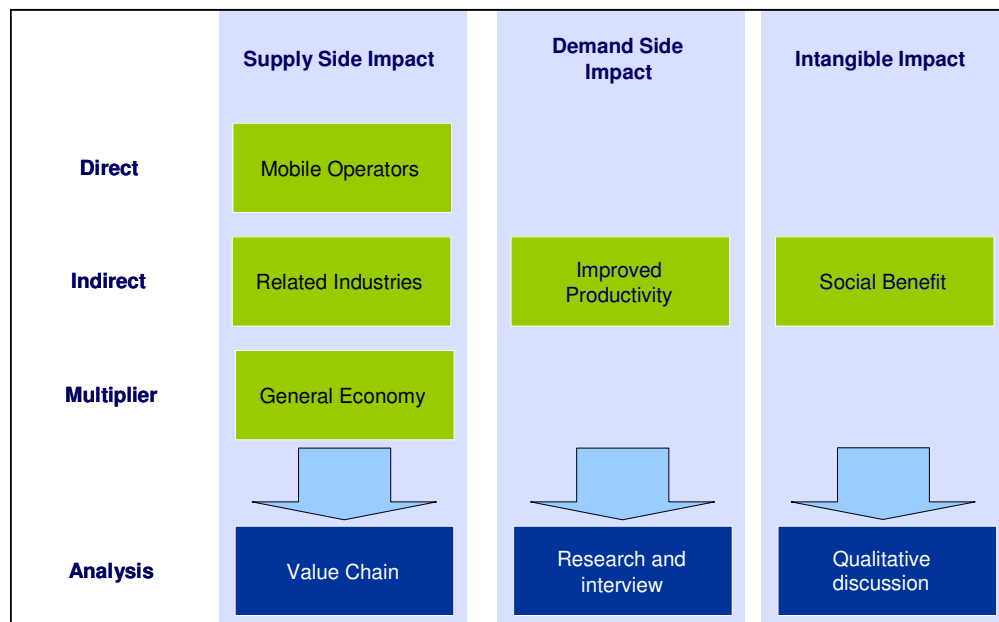 Supply Side Impact
Demand Side
Impact
Intangible Impact
Direct
Mobile Operators
Indirect
Related Industries
Improved
Productivity
Social Benefit
Multiplier
General Economy
Analysis
Value Chain
Research and
interview
Qualitative
discussion